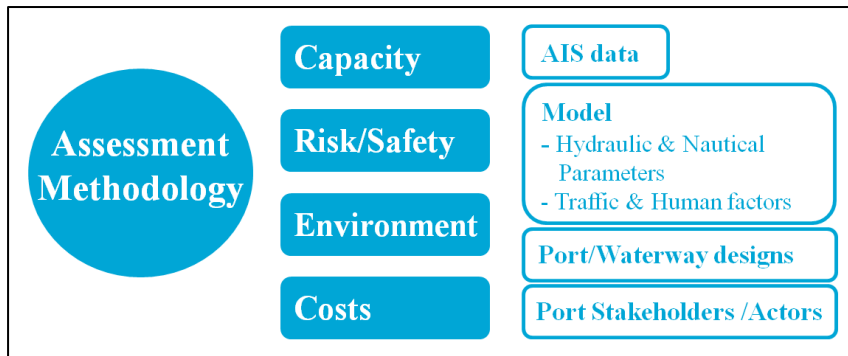 Assessment
Methodology
Capacity
Risk/Safety
Environment
Costs
AIS data
Model
- Hydraulic & Nautical
Parameters
- Traffic & Human factors
Port/Waterway designs
Port Stakeholders /Actors